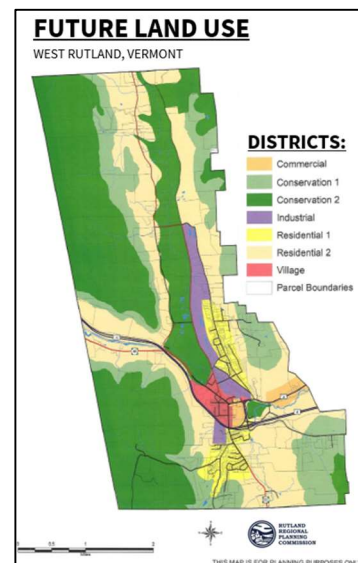 FUTURE LAND USE
WEST RUTLAND, VERMONT
DISTRICTS:
Commercial
Conservation 1
Conservation 2
Industrial
Residential 1
Residential 2
Village
Parcel Boundaries
RUTLAND
REGIONAL
PLANNING
COMMISSION
THIS MAP IS FOR PLANNING PURPOSES ONLY